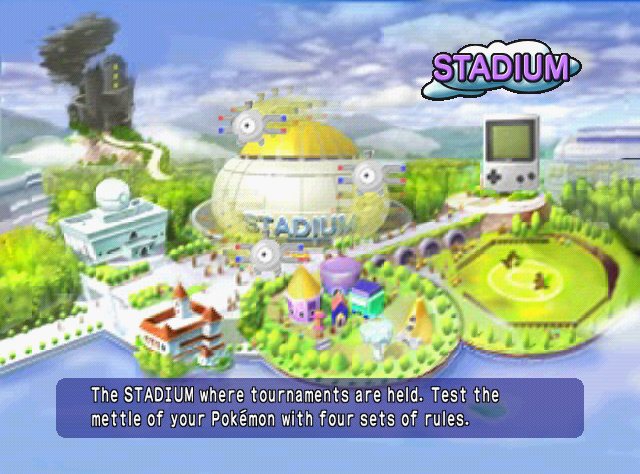 STADIUM
STADIUM
The STADIUM where tournaments are held. Test the
mettle of your Pokémon with four sets of rules.